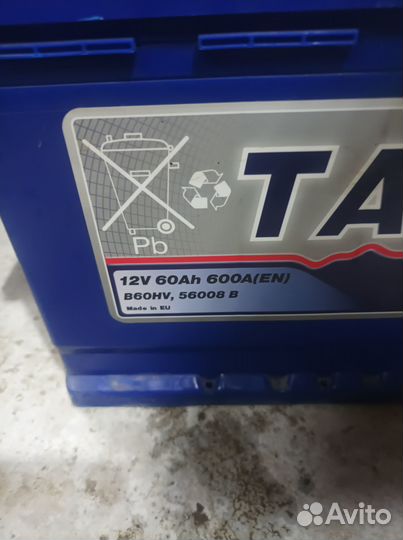 TA
Pb
12V 60Ah 600A(EN)
B60HV, 56008 B
Made in EU
Avito